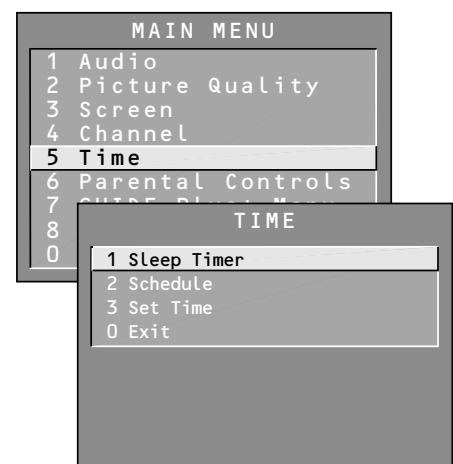 MAIN MENU
1 Audio
2 Picture Quality
3 Screen
4 Channel
5 Time
6 Parental Controls
7
8
0
TIME
1 Sleep Timer
2 Schedule
3 Set Time
0 Exit